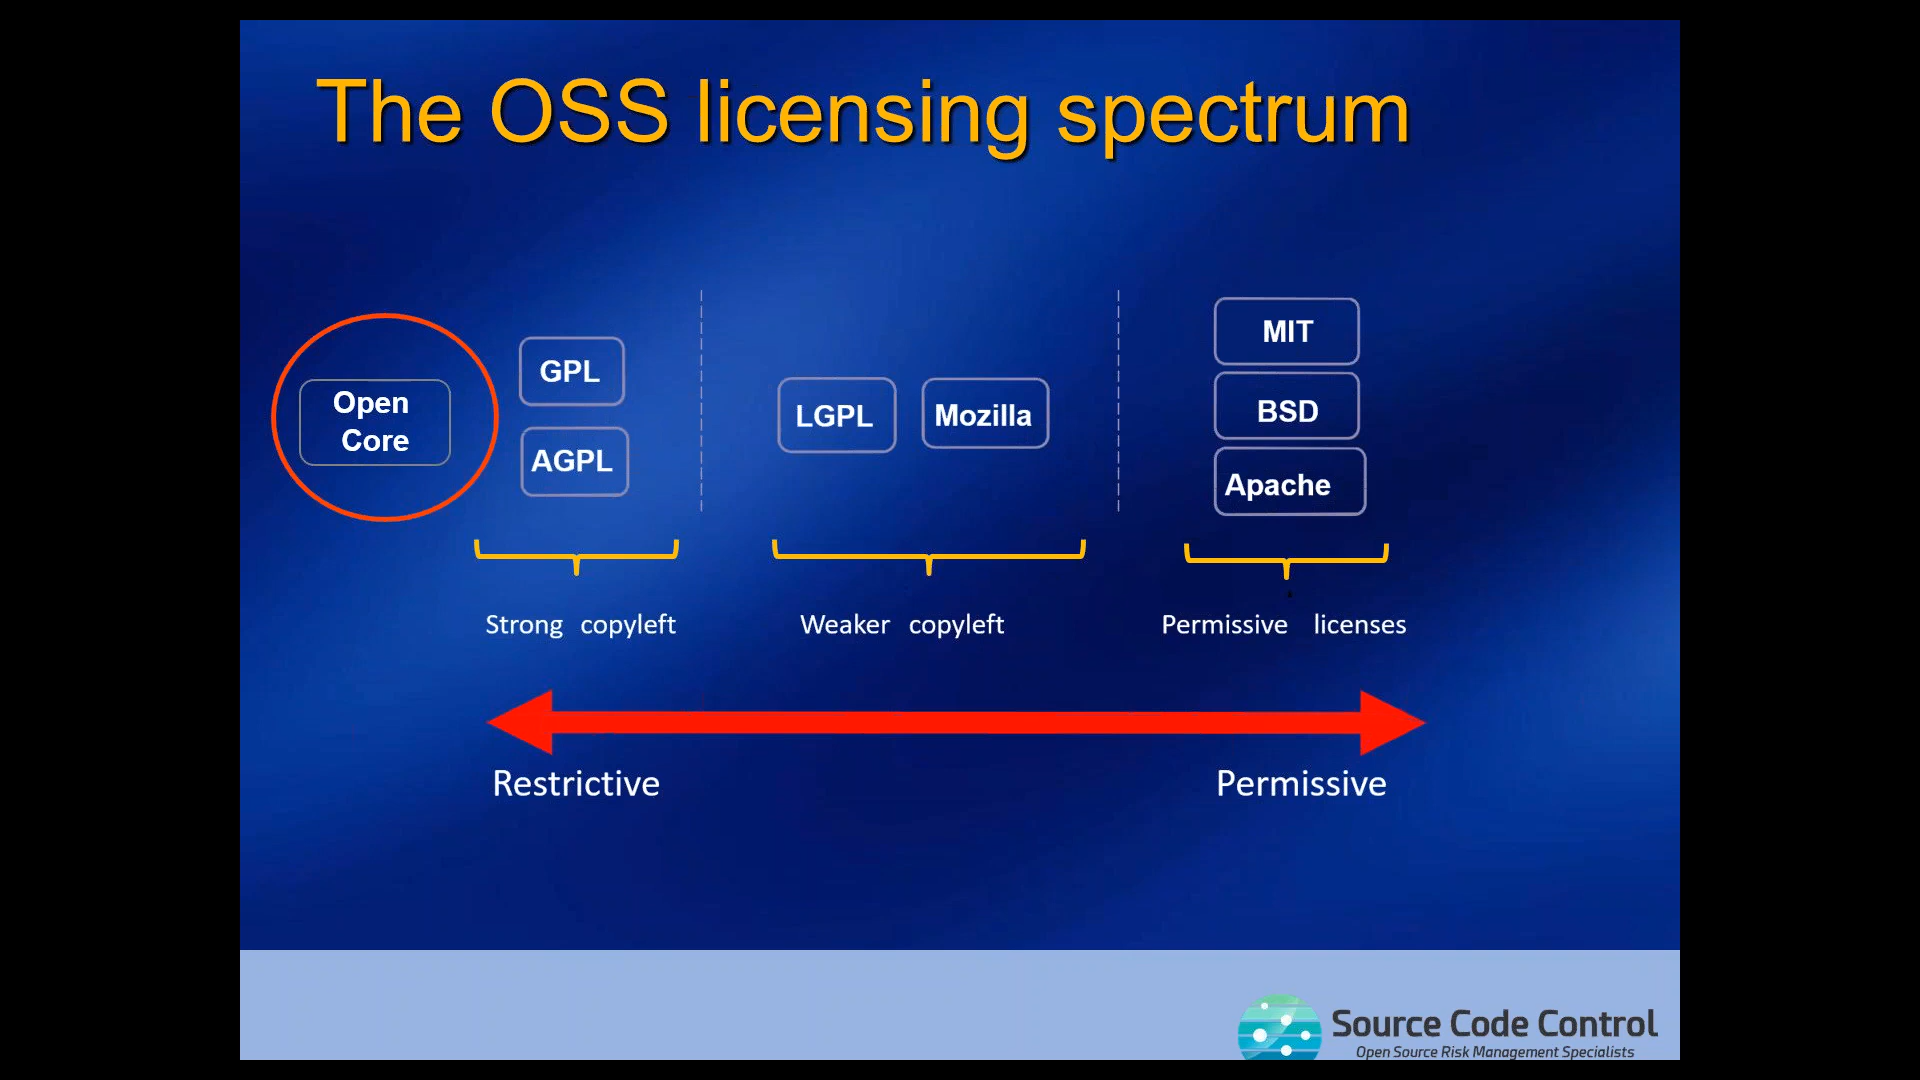 The OSS licensing spectrum
Open
Core
GPL
AGPL
LGPL
Mozilla
MIT
BSD
Apache
Strong copyleft
Weaker copyleft
Permissive licenses
Restrictive
Permissive
Source Code Control
Open Source Risk Management Specialists